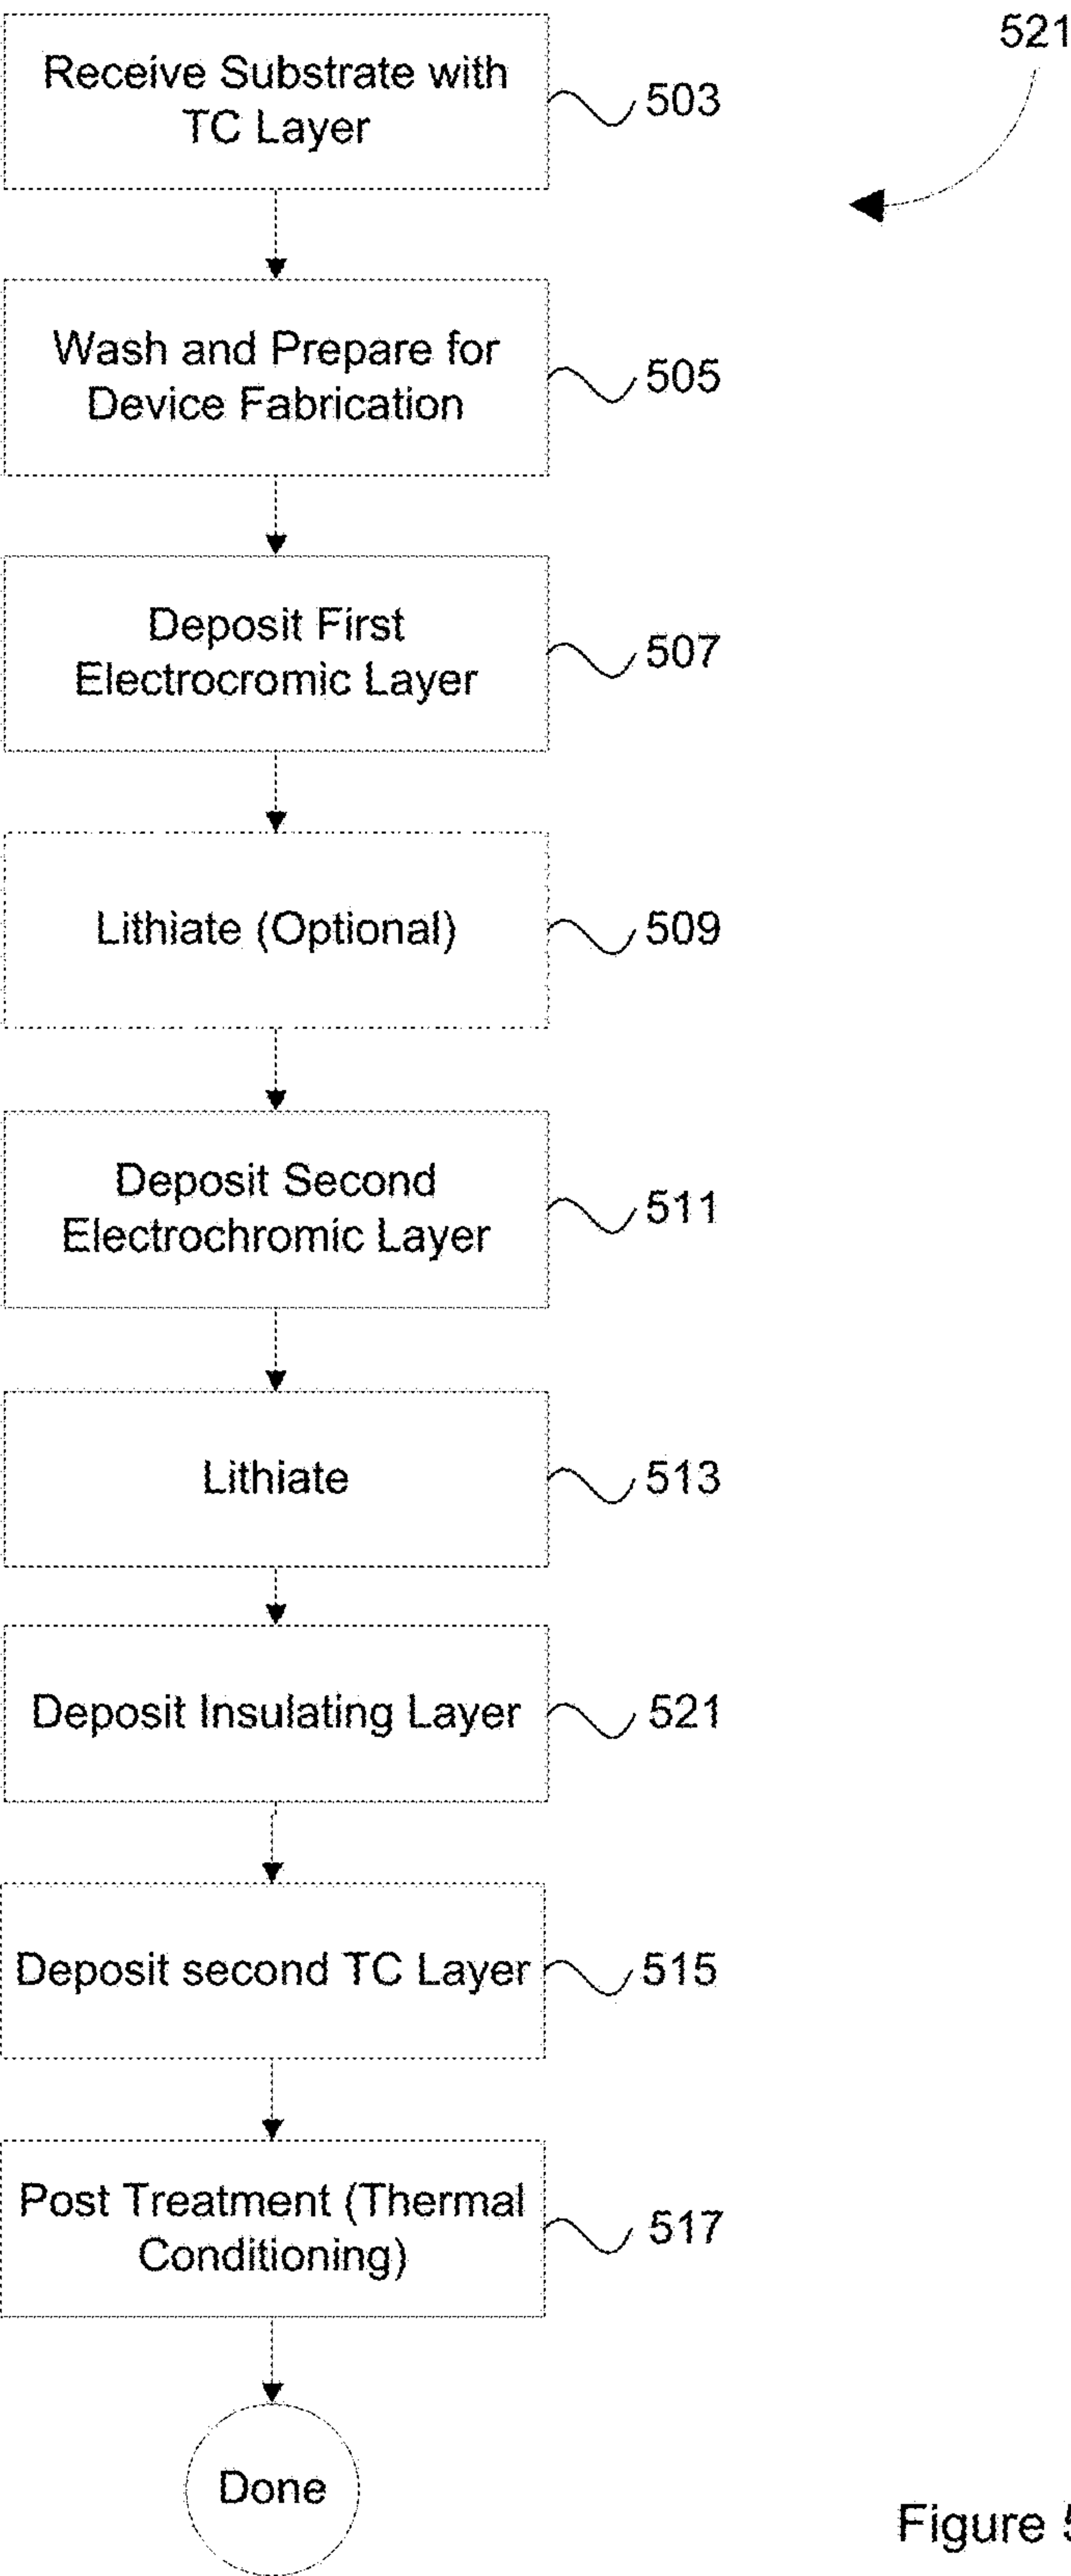 521
Receive Substrate with
TC Layer
503
Wash and Prepare for
Device Fabrication
505
Deposit First
Electrocromic Layer
507
Lithiate (Optional)
509
Deposit Second
Electrochromic Layer
511
Lithiate
513
Deposit Insulating Layer
521
Deposit second TC Layer
515
Post Treatment (Thermal
Conditioning)
517
Done
Figure